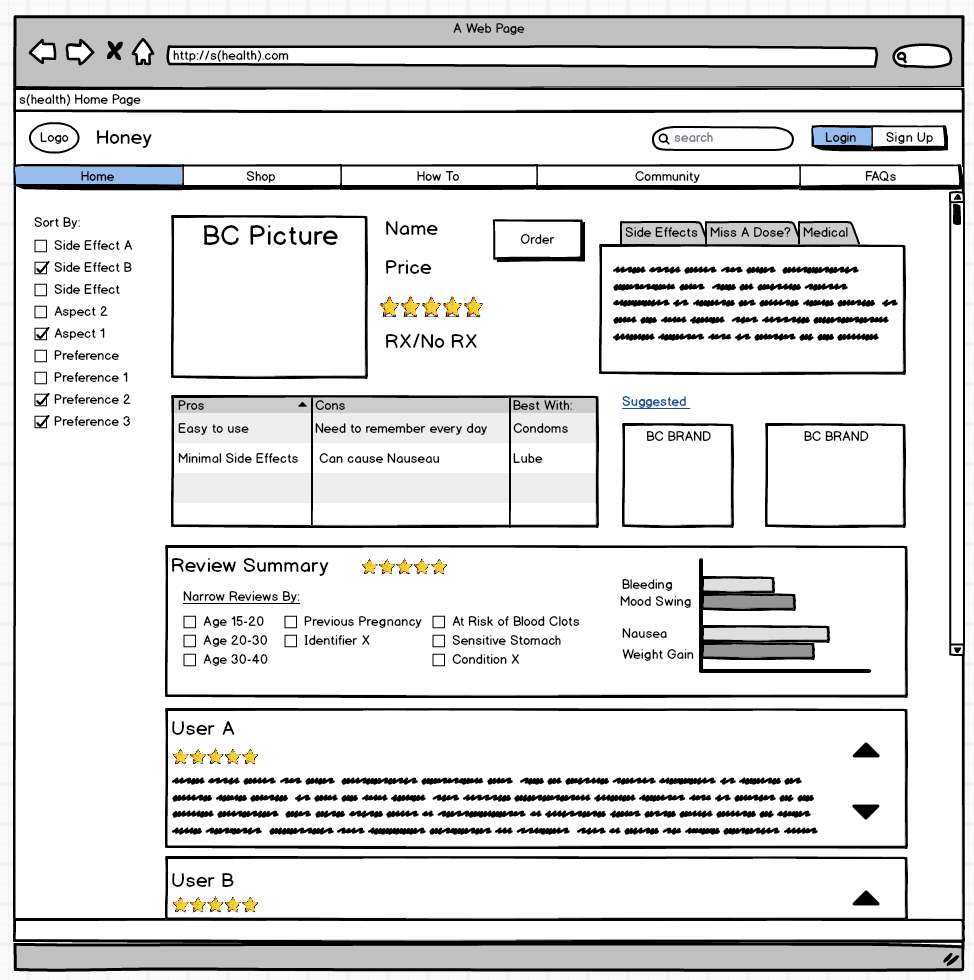 A Web Page
http://s(health).com
s(health) Home Page
Logo
Honey
search
Login
Sign Up
Home
Shop
How To
Community
FAQs
Sort By:
Side Effect A
Side Effect B
Side Effect
Aspect 2
Aspect 1
Preference
Preference 1
Preference 2
Preference 3
BC Picture
Name
Price
RX/No RX
Order
Side Effects
Miss A Dose?
Medical
Pros
Cons
Best With:
Easy to use
Need to remember every day
Condoms
Minimal Side Effects
Can cause Nauseau
Lube
Suggested
BC BRAND
BC BRAND
Review Summary
Narrow Reviews By:
Age 15-20
Previous Pregnancy
At Risk of Blood Clots
Age 20-30
Identifier X
Sensitive Stomach
Age 30-40
Condition X
Bleeding
Mood Swing
Nausea
Weight Gain
User A
User B